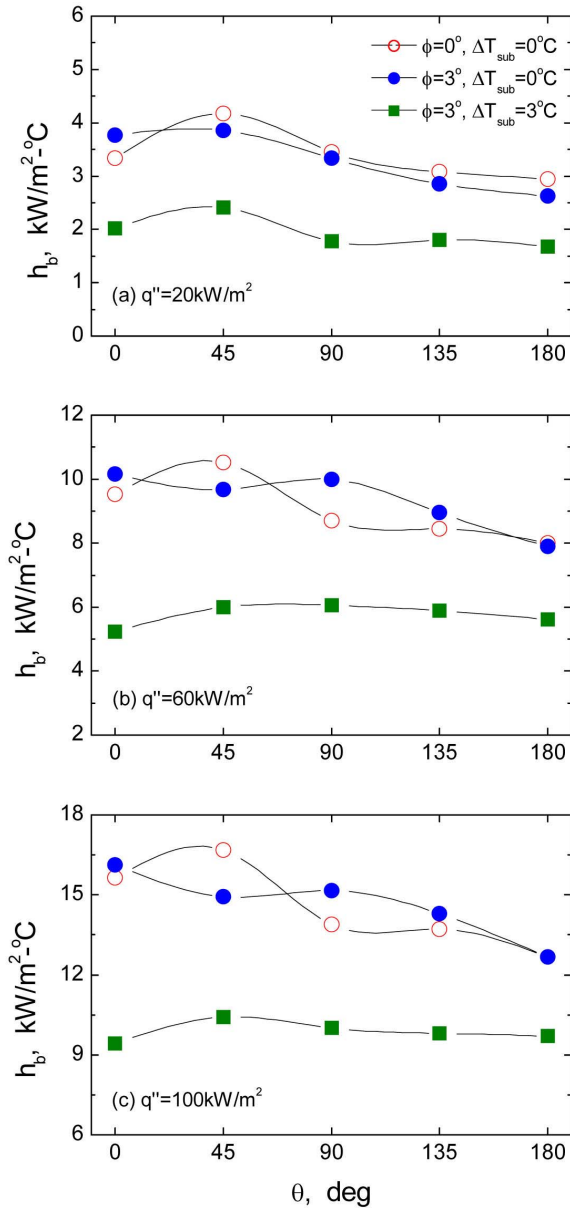 6
5
4
3
2
1
0
h_b, kW/m²-°C
ϕ=0°, ΔT_sub=0°C
ϕ=3°, ΔT_sub=0°C
ϕ=3°, ΔT_sub=3°C
(a) q"=20kW/m²
0 45 90 135 180
12
10
8
6
4
2
h_b, kW/m²-°C
(b) q"=60kW/m²
0 45 90 135 180
18
15
12
9
6
h_b, kW/m²-°C
(c) q"=100kW/m²
0 45 90 135 180
θ, deg